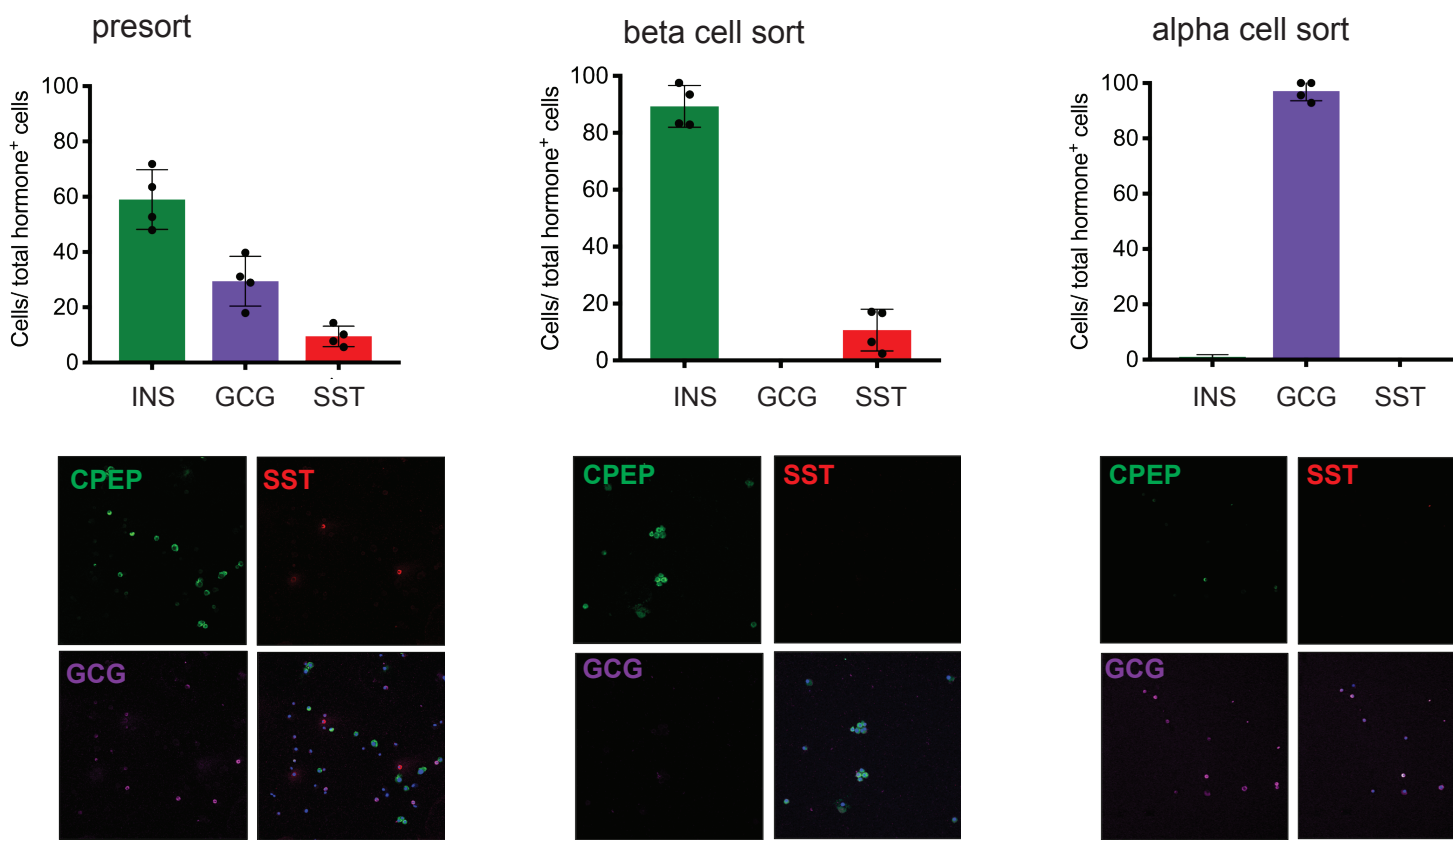 presort
beta cell sort
alpha cell sort
Cells/ total hormone⁺ cells
100
80
60
40
20
0
INS GCG SST
Cells/ total hormone⁺ cells
100
80
60
40
20
0
INS GCG SST
Cells/ total hormone⁺ cells
100
80
60
40
20
0
INS GCG SST
CPEP SST
GCG
CPEP SST
GCG
CPEP SST
GCG